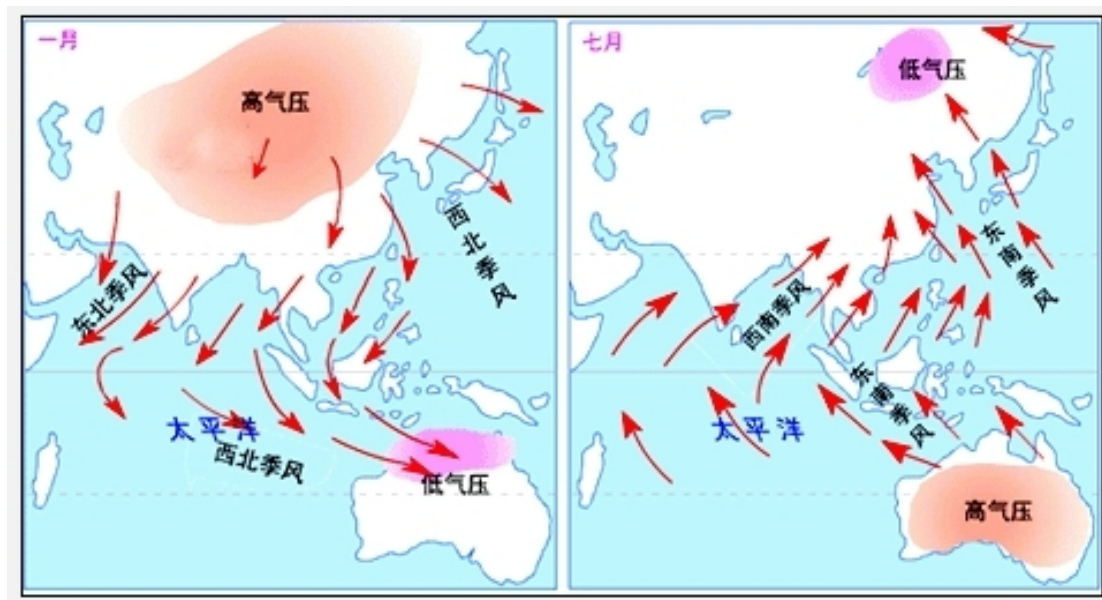 一月
高气压
西北季风
东北季风
太平洋
西北季风
低气压
七月
低气压
东南季风
西南季风
东南季风
太平洋
高气压